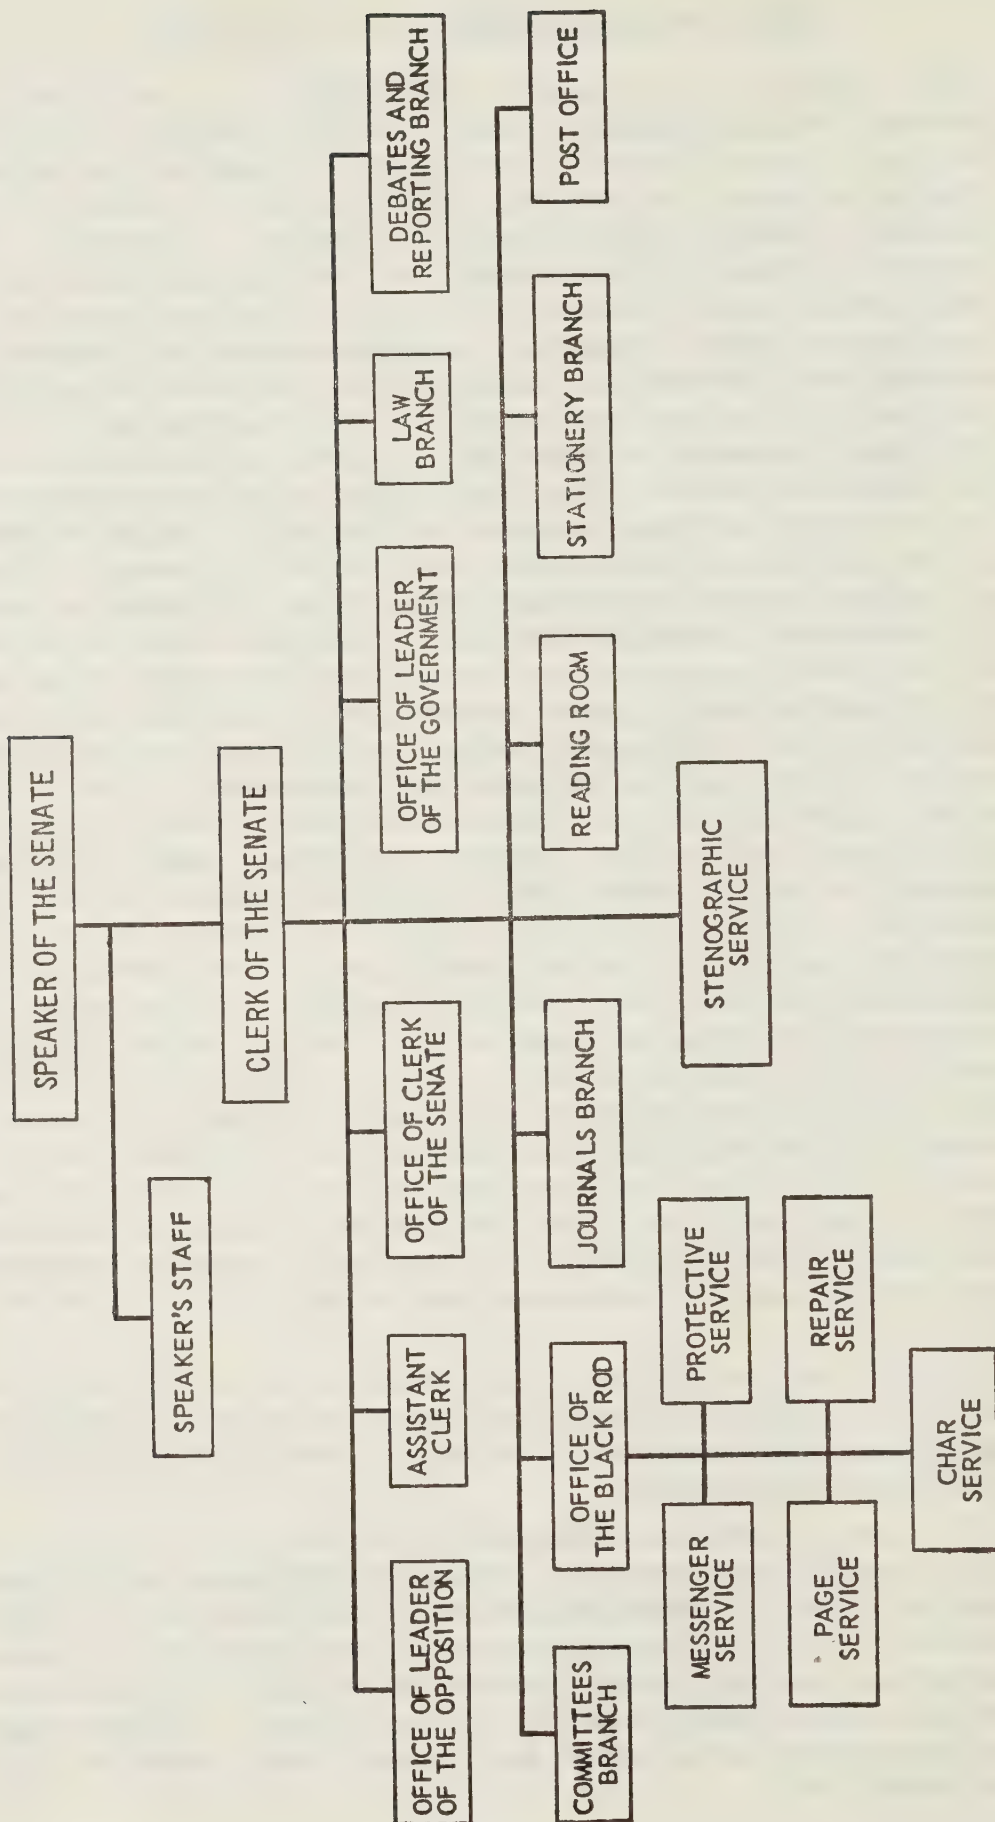 SPEAKER OF THE SENATE
SPEAKER'S STAFF
CLERK OF THE SENATE
OFFICE OF LEADER
OF THE OPPOSITION
ASSISTANT
CLERK
OFFICE OF CLERK
OF THE SENATE
OFFICE OF LEADER
OF THE GOVERNMENT
LAW
BRANCH
DEBATES AND
REPORTING BRANCH
COMMITTEES
BRANCH
OFFICE OF
THE BLACK ROD
JOURNALS BRANCH
READING ROOM
STATIONERY BRANCH
POST OFFICE
MESSENGER
SERVICE
PROTECTIVE
SERVICE
STENOGRAPHIC
SERVICE
PAGE
SERVICE
REPAIR
SERVICE
CHAR
SERVICE